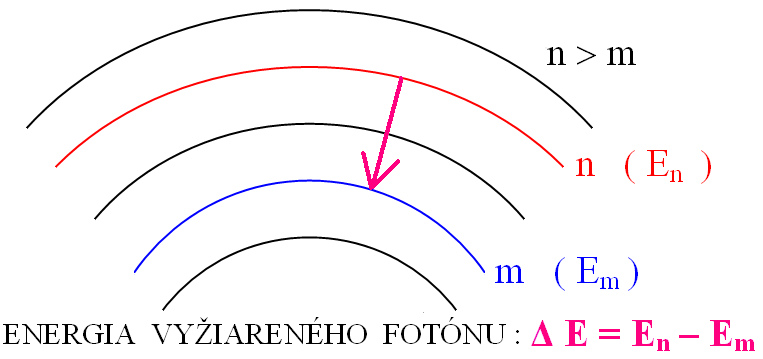 n > m
n ( Eₙ )
m ( Eₘ )
ENERGIA VYŽIARENÉHO FOTÓNU : Δ E = Eₙ – Eₘ